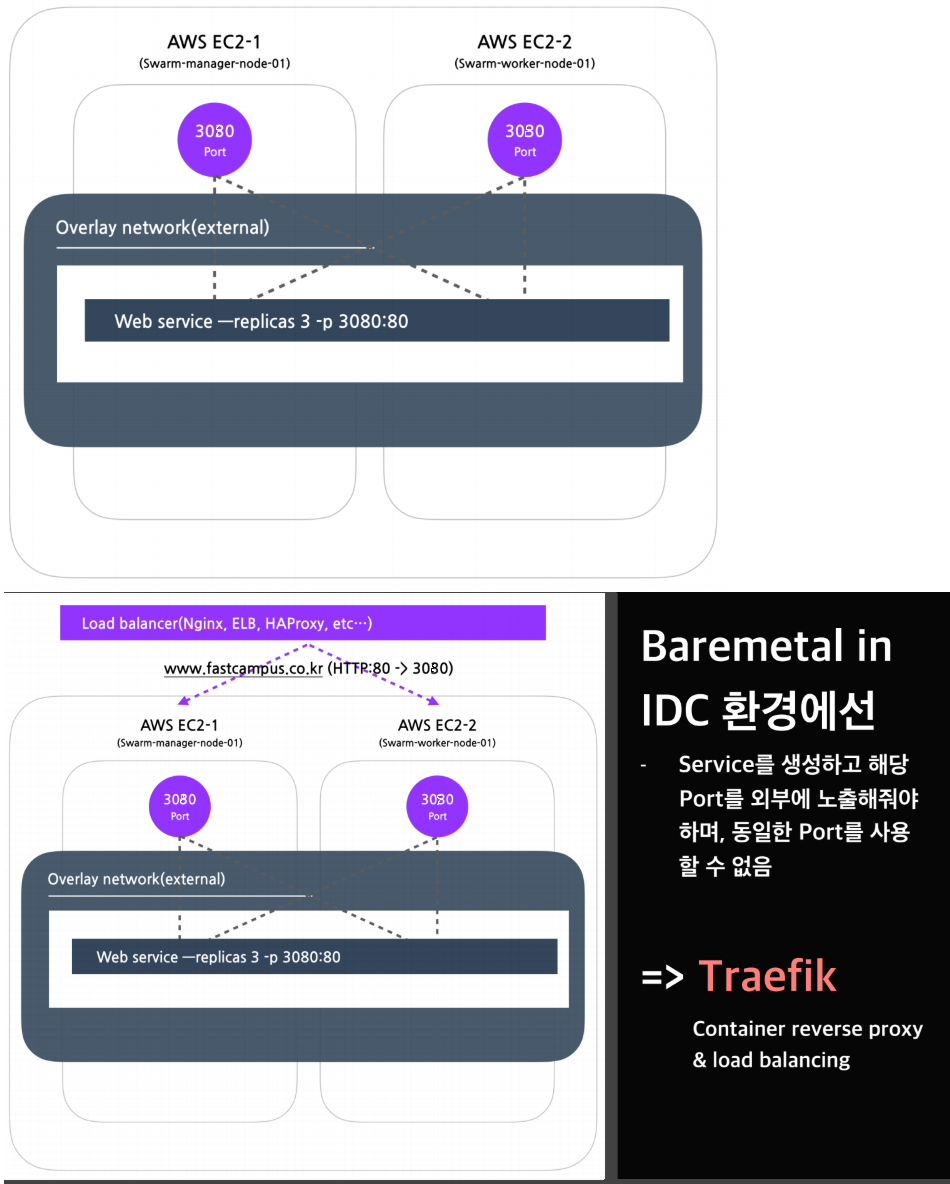 AWS EC2-1
(Swarm-manager-node-01)
AWS EC2-2
(Swarm-worker-node-01)
3080
Port
3080
Port
Overlay network(external)
Web service —replicas 3 -p 3080:80
Load balancer(Nginx, ELB, HAProxy, etc…)
www.fastcampus.co.kr (HTTP:80 -> 3080)
AWS EC2-1
(Swarm-manager-node-01)
AWS EC2-2
(Swarm-worker-node-01)
3080
Port
3080
Port
Overlay network(external)
Web service —replicas 3 -p 3080:80
Baremetal in
IDC 환경에선
- Service를 생성하고 해당
Port를 외부에 노출해줘야
하며, 동일한 Port를 사용
할 수 없음
=> Traefik
Container reverse proxy
& load balancing